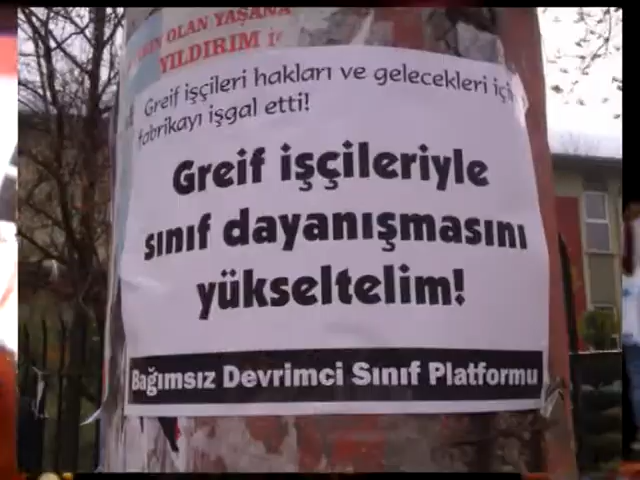 OLAN YAŞANA
YILDIRIM
Greif işçileri hakları ve gelecekleri için
fabrikayı işgal etti!
Greif işçileriyle
sınıf dayanışmasını
yükseltelim!
Bağımsız Devrimci Sınıf Platformu